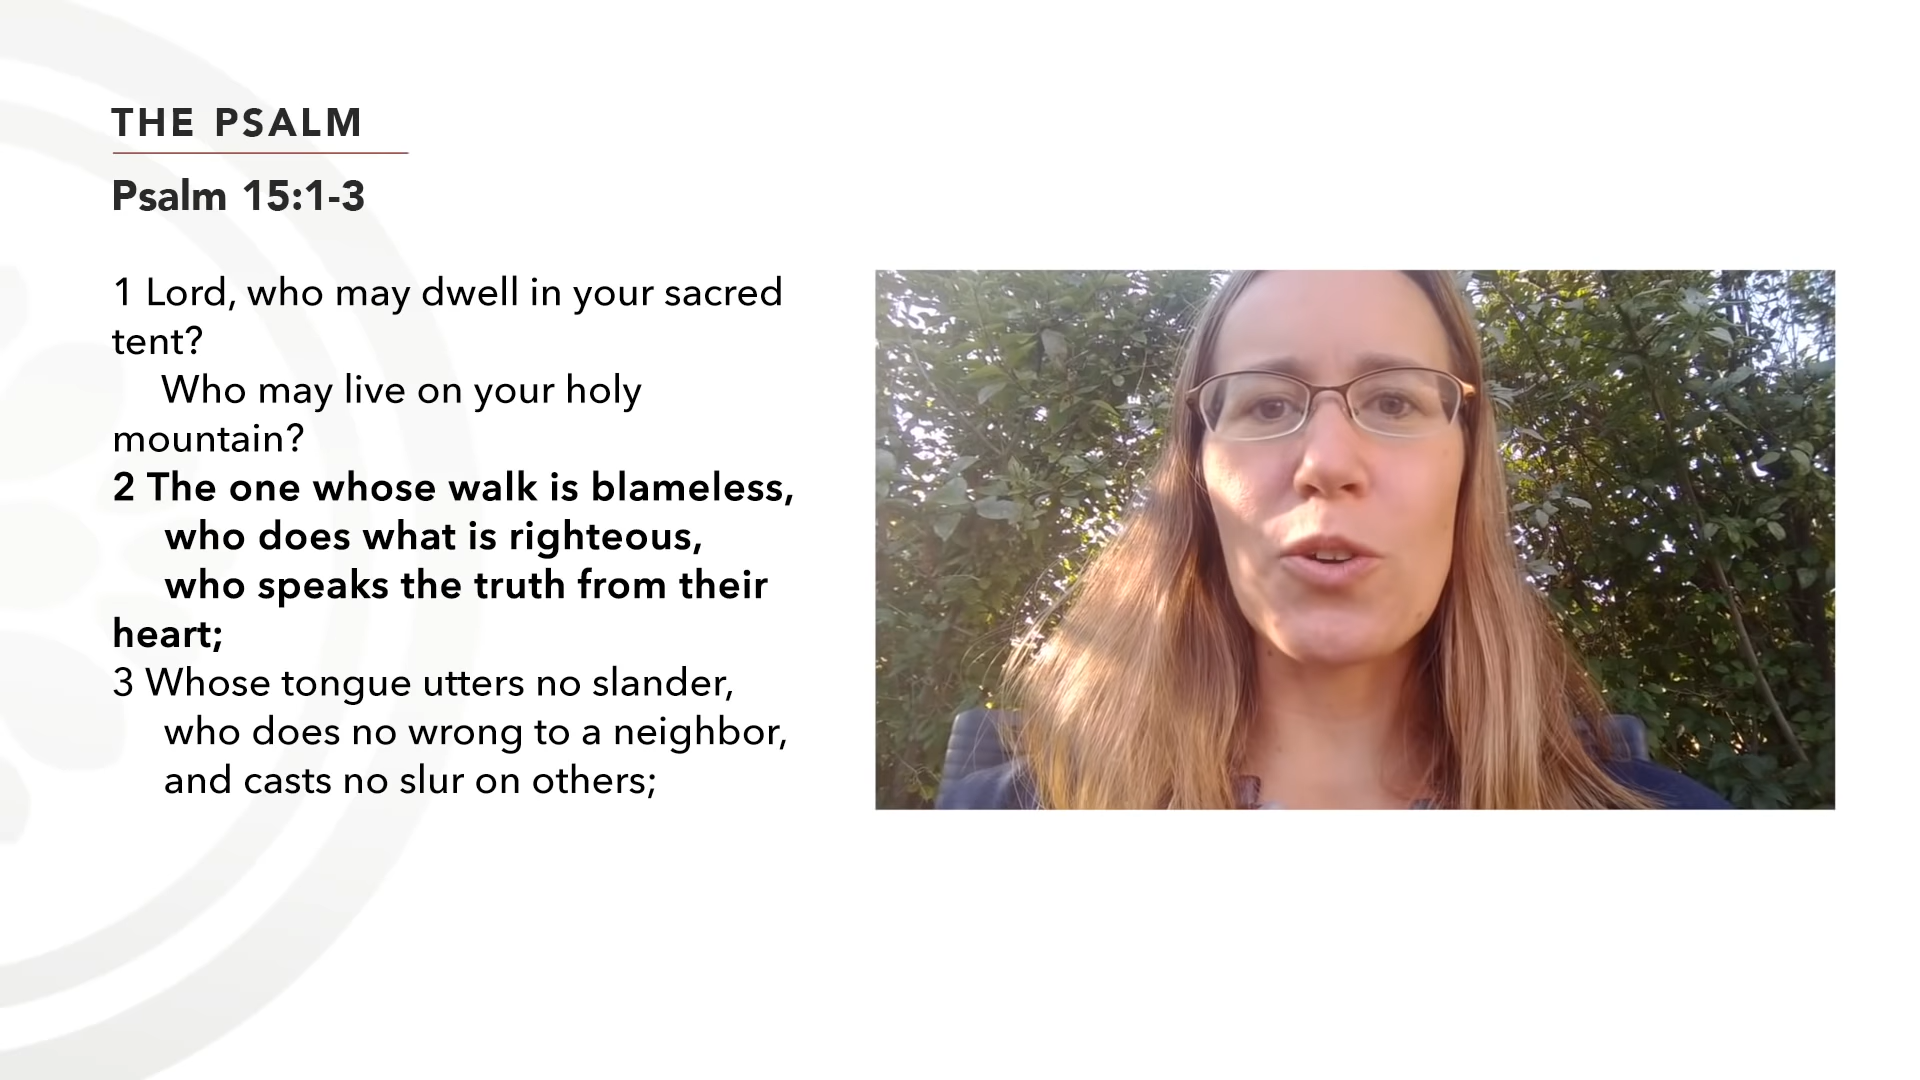 THE PSALM
Psalm 15:1-3
1 Lord, who may dwell in your sacred
tent?
Who may live on your holy
mountain?
2 The one whose walk is blameless,
who does what is righteous,
who speaks the truth from their
heart;
3 Whose tongue utters no slander,
who does no wrong to a neighbor,
and casts no slur on others;